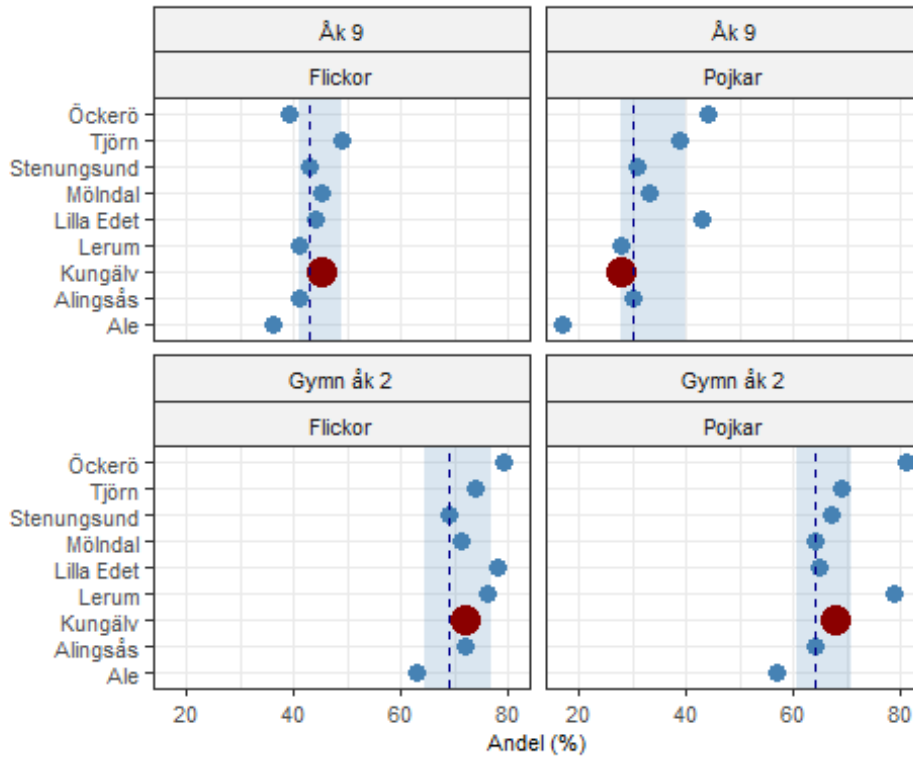 Åk 9
Åk 9
Flickor
Pojkar
Öckerö
Tjörn
Stenungsund
Mölndal
Lilla Edet
Lerum
Kungälv
Alingsås
Ale
Gymn åk 2
Gymn åk 2
Flickor
Pojkar
Öckerö
Tjörn
Stenungsund
Mölndal
Lilla Edet
Lerum
Kungälv
Alingsås
Ale
20 40 60 80 20 40 60 80
Andel (%)